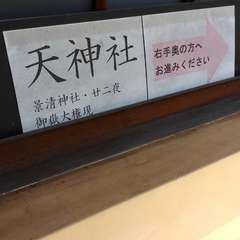 天神社
景清神社・廿二夜
御嶽大権現
右手奥の方へ
お進みください